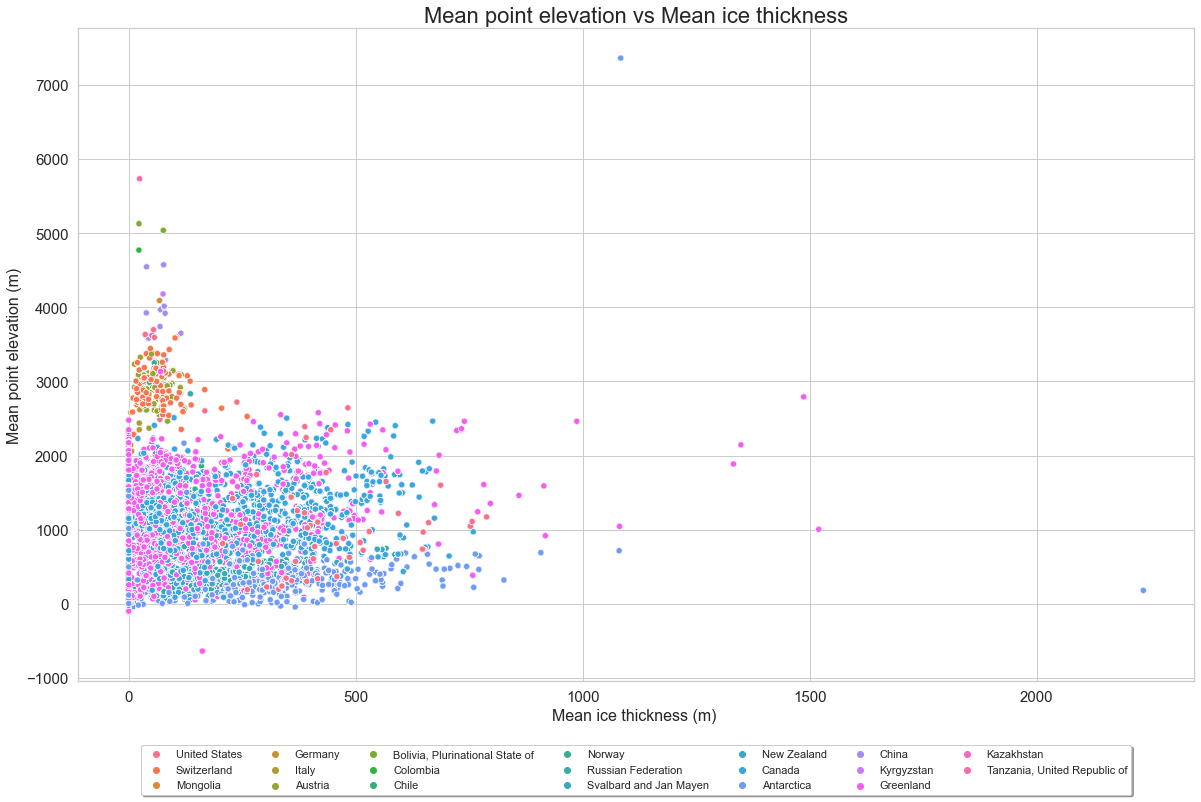 Mean point elevation vs Mean ice thickness
7000
6000
5000
4000
3000
2000
1000
0
−1000
Mean point elevation (m)
0 500 1000 1500 2000
Mean ice thickness (m)
United States Germany Bolivia, Plurinational State of Norway New Zealand China Kazakhstan
Switzerland Italy Colombia Russian Federation Canada Kyrgyzstan Tanzania, United Republic of
Mongolia Austria Chile Svalbard and Jan Mayen Antarctica Greenland